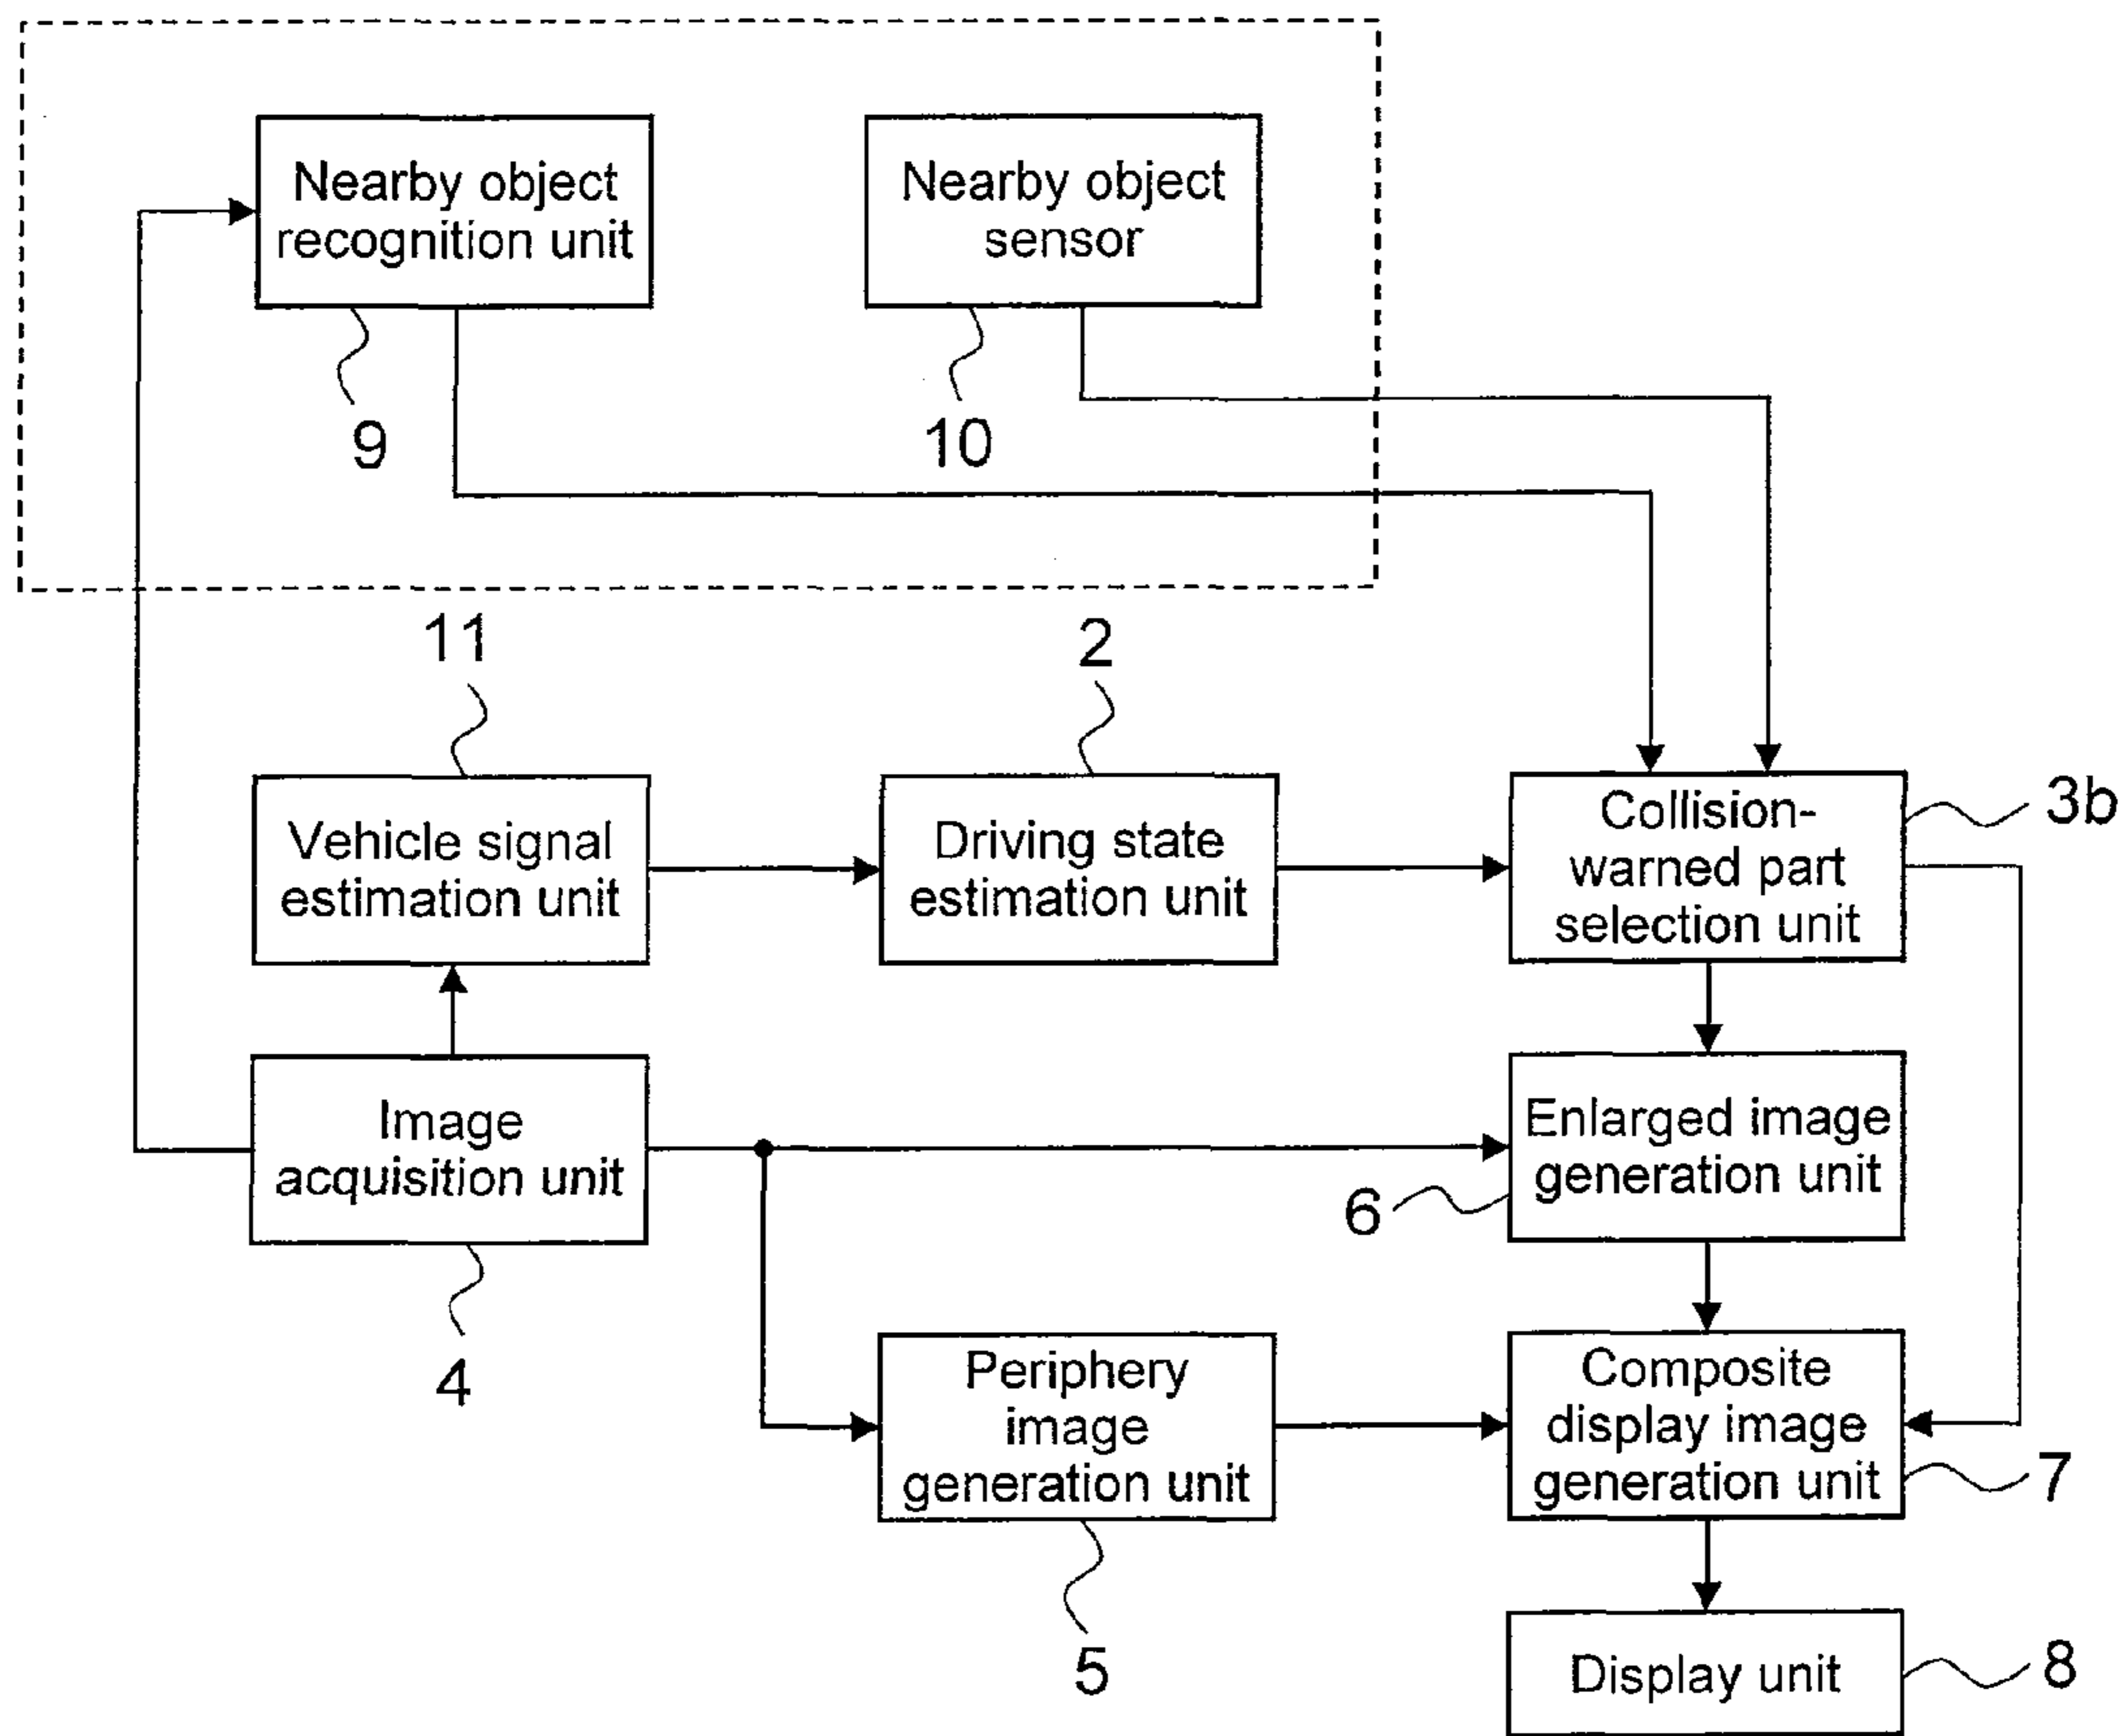 Nearby object
recognition unit
Nearby object
sensor
9
10
11
2
Vehicle signal
estimation unit
Driving state
estimation unit
Collision-
warned part
selection unit
3b
Image
acquisition unit
Enlarged image
generation unit
6
4
Periphery
image
generation unit
Composite
display image
generation unit
7
5
Display unit
8